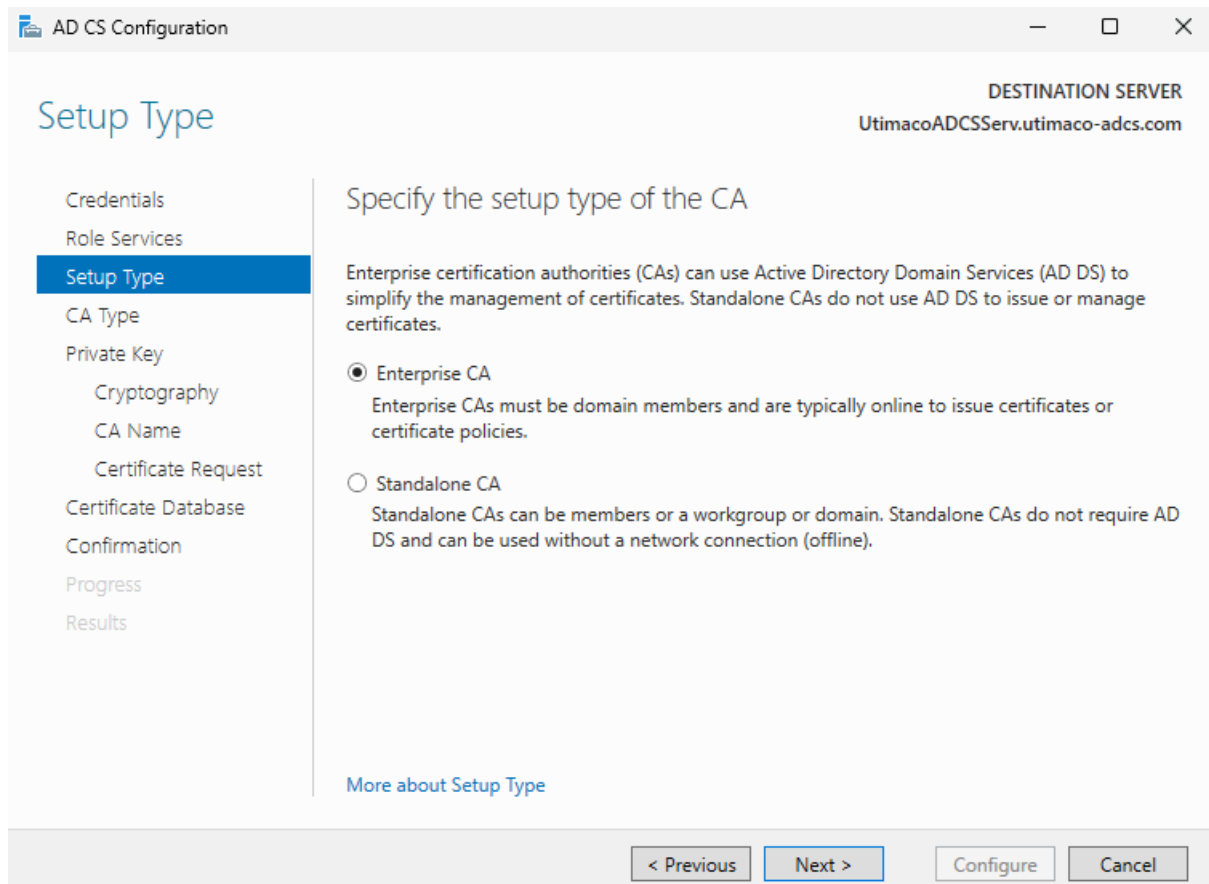 AD CS Configuration
DESTINATION SERVER
UtimacoADCSServ.utimaco-adcs.com
Setup Type
Credentials
Role Services
Setup Type
CA Type
Private Key
Cryptography
CA Name
Certificate Request
Certificate Database
Confirmation
Progress
Results
Specify the setup type of the CA
Enterprise certification authorities (CAs) can use Active Directory Domain Services (AD DS) to
simplify the management of certificates. Standalone CAs do not use AD DS to issue or manage
certificates.
Enterprise CA
Enterprise CAs must be domain members and are typically online to issue certificates or
certificate policies.
Standalone CA
Standalone CAs can be members or a workgroup or domain. Standalone CAs do not require AD
DS and can be used without a network connection (offline).
More about Setup Type
< Previous
Next >
Configure
Cancel